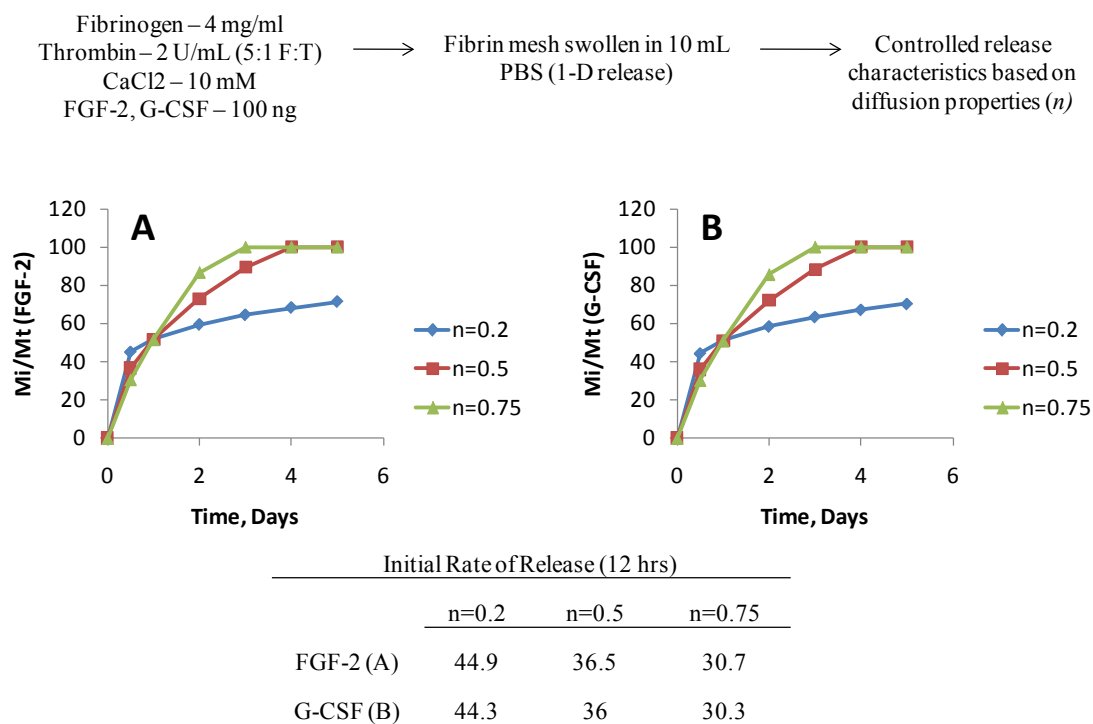 Fibrinogen – 4 mg/ml
Thrombin – 2 U/mL (5:1 F:T)
CaCl2 – 10 mM
FGF-2, G-CSF – 100 ng
Fibrin mesh swollen in 10 mL
PBS (1-D release)
Controlled release
characteristics based on
diffusion properties (n)
A
Mi/Mt (FGF-2)
120
100
80
60
40
20
0
0 2 4 6
Time, Days
n=0.2
n=0.5
n=0.75
B
Mi/Mt (G-CSF)
120
100
80
60
40
20
0
0 2 4 6
Time, Days
n=0.2
n=0.5
n=0.75
Initial Rate of Release (12 hrs)
n=0.2 n=0.5 n=0.75
FGF-2 (A) 44.9 36.5 30.7
G-CSF (B) 44.3 36 30.3